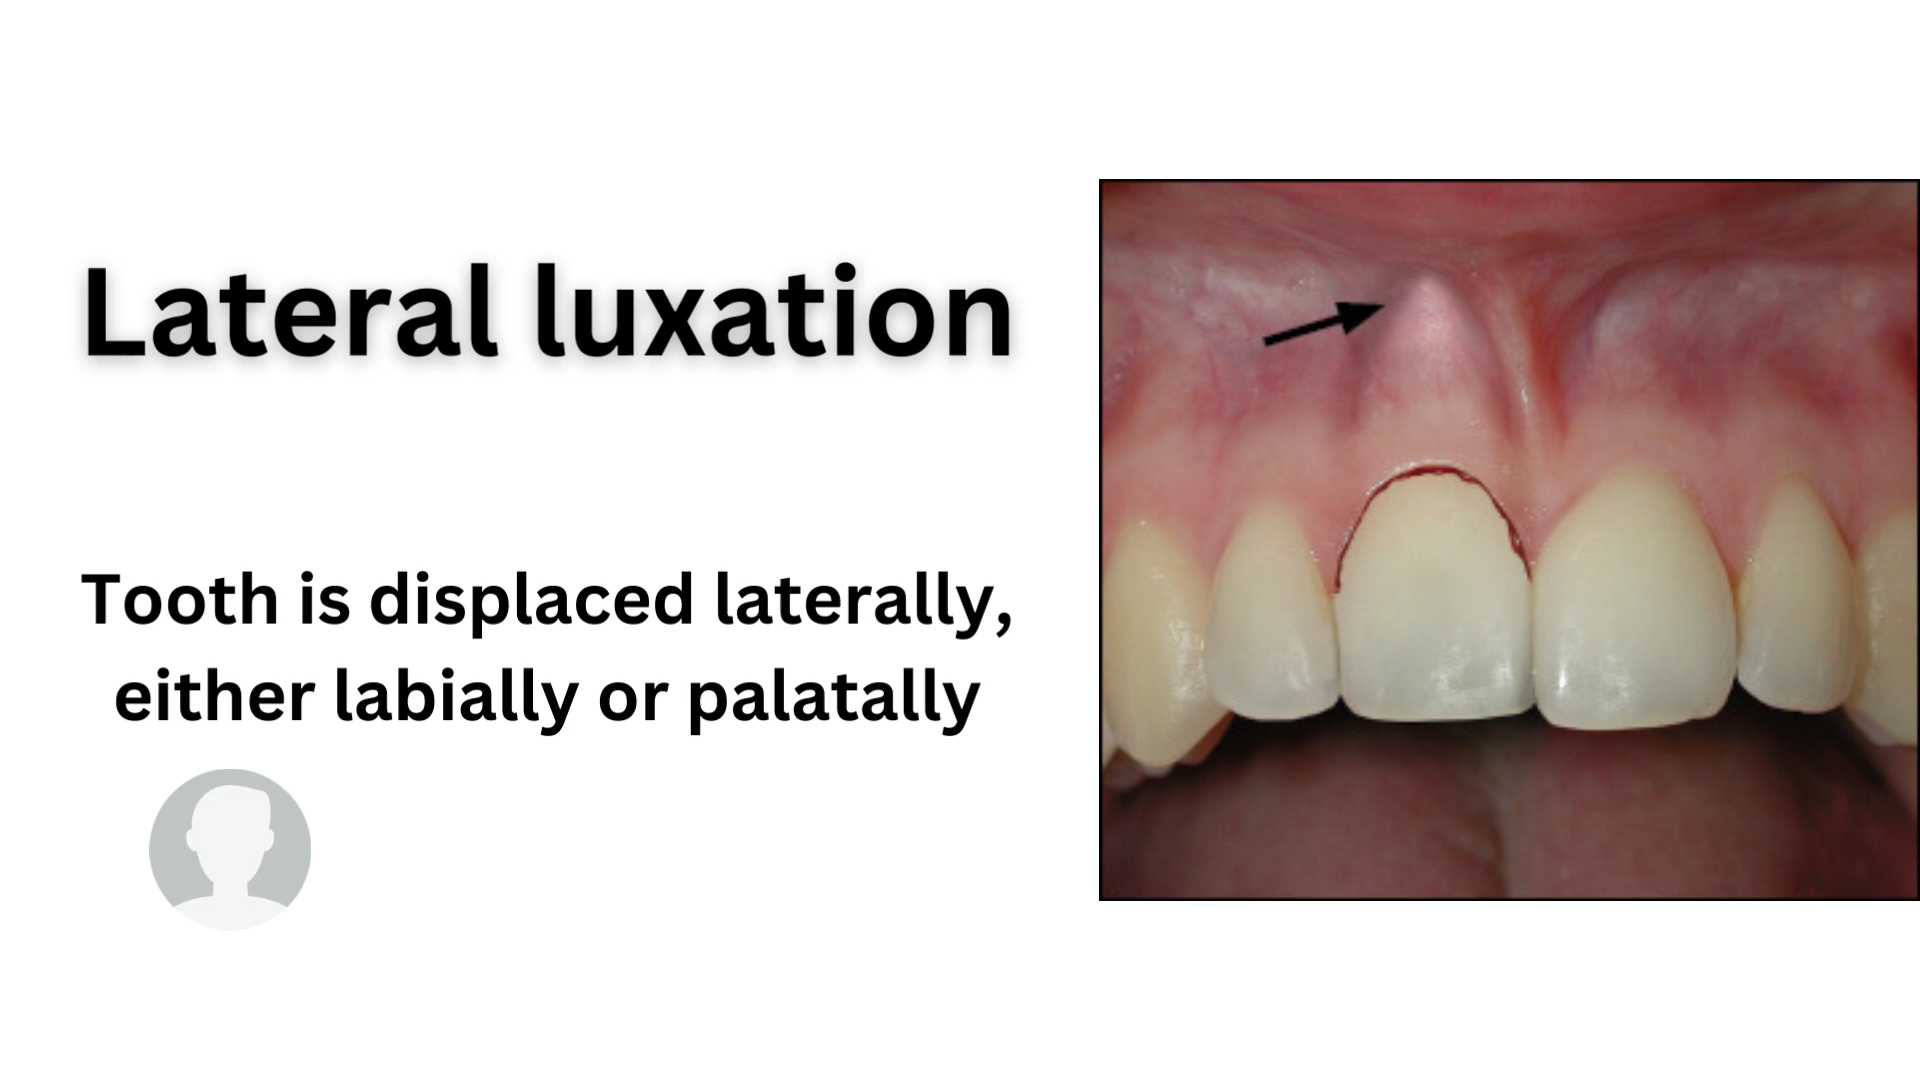 Lateral luxation
Tooth is displaced laterally,
either labially or palatally